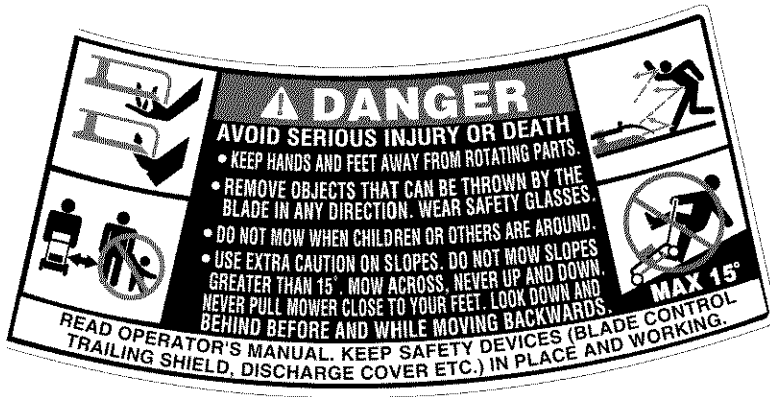 ⚠ DANGER
AVOID SERIOUS INJURY OR DEATH
• KEEP HANDS AND FEET AWAY FROM ROTATING PARTS.
• REMOVE OBJECTS THAT CAN BE THROWN BY THE
BLADE IN ANY DIRECTION. WEAR SAFETY GLASSES.
• DO NOT MOW WHEN CHILDREN OR OTHERS ARE AROUND.
• USE EXTRA CAUTION ON SLOPES. DO NOT MOW SLOPES
GREATER THAN 15°. MOW ACROSS, NEVER UP AND DOWN.
NEVER PULL MOWER CLOSE TO YOUR FEET. LOOK DOWN AND
BEHIND BEFORE AND WHILE MOVING BACKWARDS.
MAX 15°
READ OPERATOR'S MANUAL. KEEP SAFETY DEVICES (BLADE CONTROL
TRAILING SHIELD, DISCHARGE COVER ETC.) IN PLACE AND WORKING.